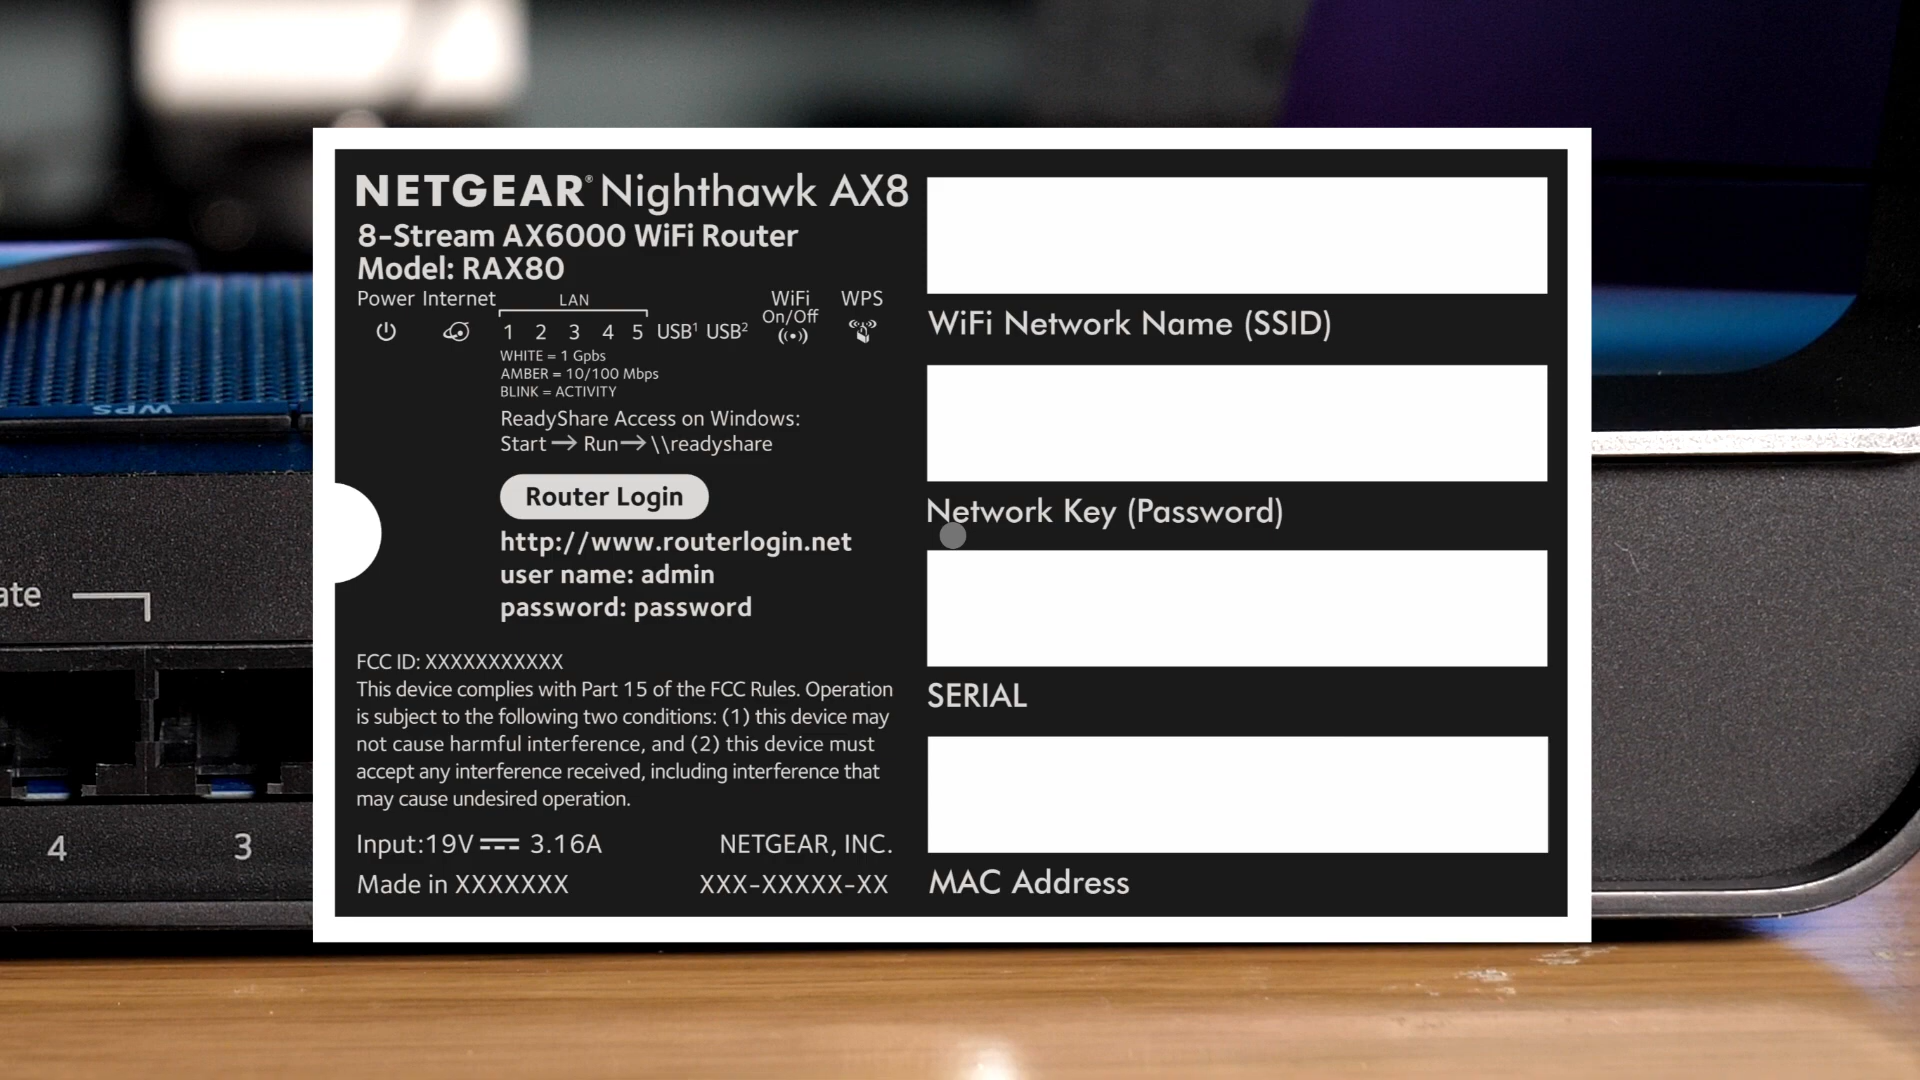 NETGEAR® Nighthawk AX8
8-Stream AX6000 WiFi Router
Model: RAX80
Power Internet LAN WiFi On/Off WPS
1 2 3 4 5 USB1 USB2
WHITE = 1 Gpbs
AMBER = 10/100 Mbps
BLINK = ACTIVITY
ReadyShare Access on Windows:
Start → Run → \\readyshare
Router Login
http://www.routerlogin.net
user name: admin
password: password
FCC ID: XXXXXXXXXXX
This device complies with Part 15 of the FCC Rules. Operation
is subject to the following two conditions: (1) this device may
not cause harmful interference, and (2) this device must
accept any interference received, including interference that
may cause undesired operation.
Input:19V ⎓ 3.16A NETGEAR, INC.
Made in XXXXXXX XXX-XXXXX-XX
WiFi Network Name (SSID)
Network Key (Password)
SERIAL
MAC Address
WPS
ate
4 3